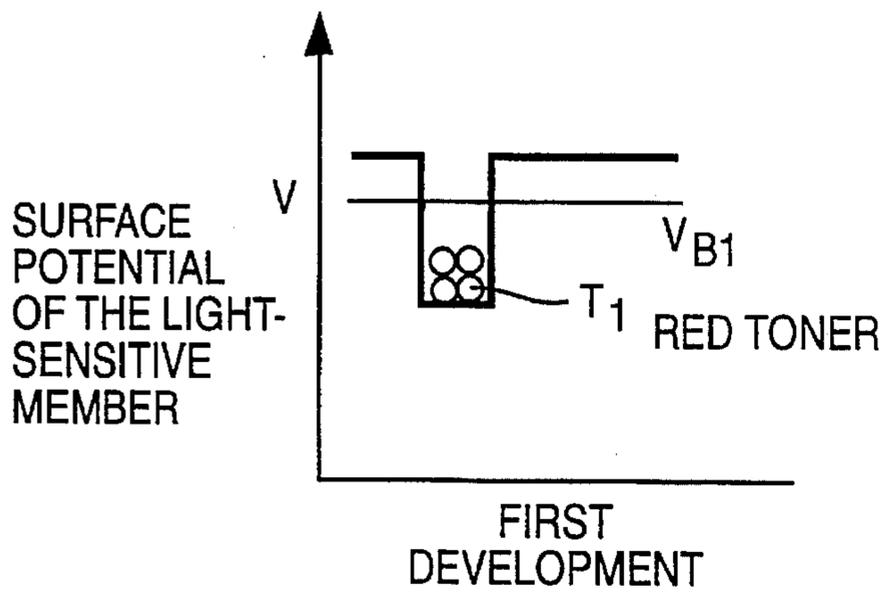 V
SURFACE
POTENTIAL
OF THE LIGHT-
SENSITIVE
MEMBER
VB1
T1
RED TONER
FIRST
DEVELOPMENT